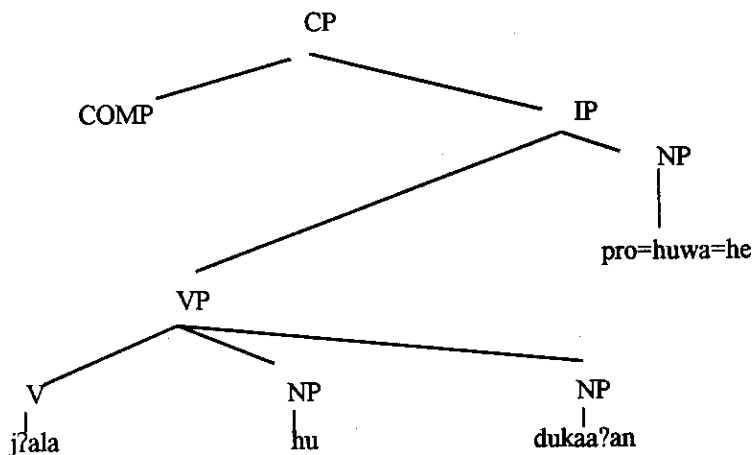 CP
COMP
IP
NP
pro=huwa=he
VP
V NP NP
j?ala hu dukaa?an